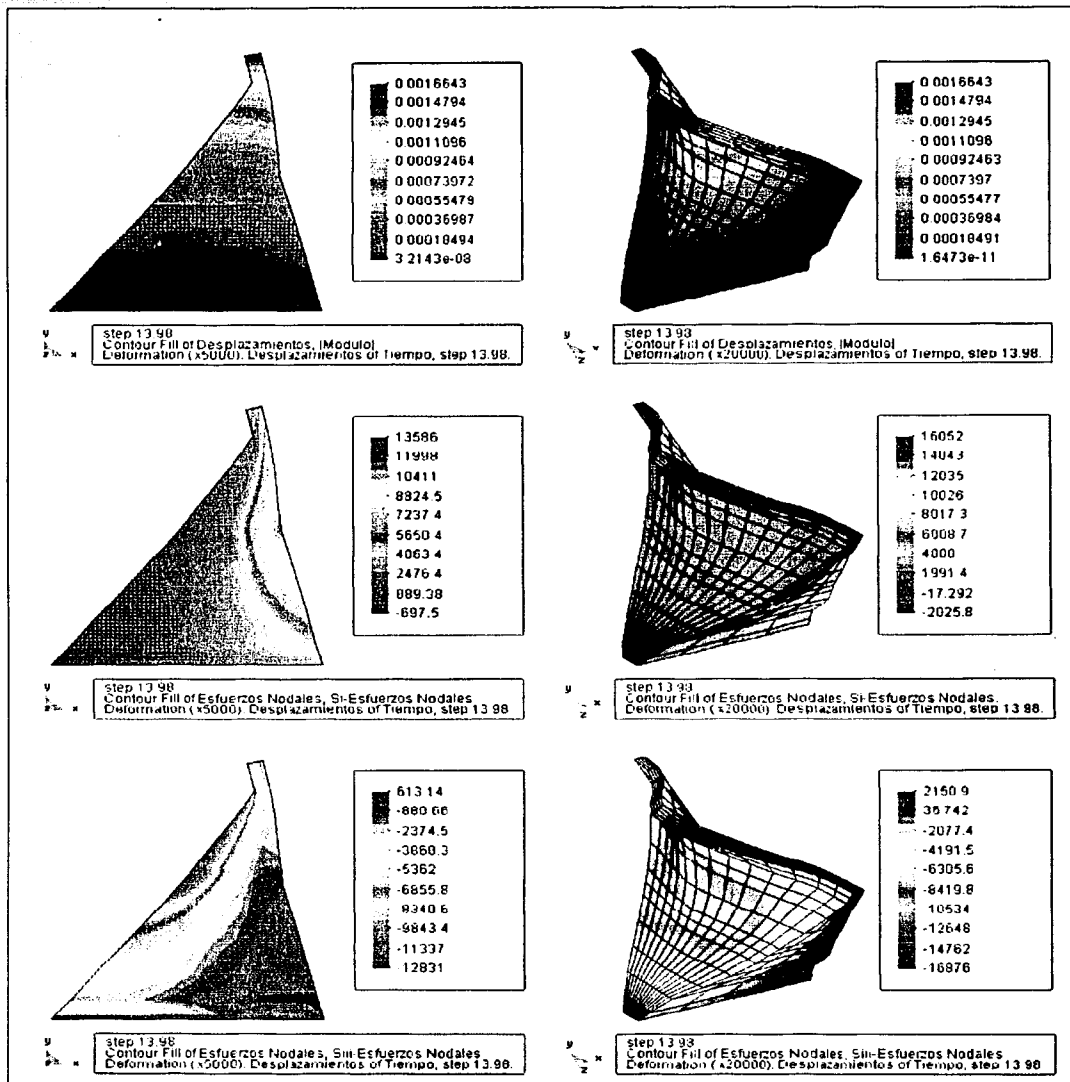 0.0016643
0.0014794
0.0012945
0.0011096
0.00092464
0.00073972
0.00055479
0.00036987
0.00018494
3.2143e-08
y
x
step 13.98
Contour Fill of Desplazamientos, |Modulo|
Deformation (x5000). Desplazamientos of Tiempo, step 13.98.
0.0016643
0.0014794
0.0012945
0.0011096
0.00092463
0.0007397
0.00055477
0.00036984
0.00018491
1.6473e-11
y
x
z
step 13.98
Contour Fill of Desplazamientos, |Modulo|
Deformation (x20000). Desplazamientos of Tiempo, step 13.98.
13586
11998
10411
8824.5
7237.4
5650.4
4063.4
2476.4
889.38
-697.5
y
x
step 13.98
Contour Fill of Esfuerzos Nodales, Si-Esfuerzos Nodales
Deformation (x5000). Desplazamientos of Tiempo, step 13.98
16052
14043
12035
10026
8017.3
6008.7
4000
1991.4
-17.292
-2025.8
y
x
z
step 13.98
Contour Fill of Esfuerzos Nodales, Si-Esfuerzos Nodales.
Deformation (x20000). Desplazamientos of Tiempo, step 13.98.
613.14
-880.66
-2374.5
-3868.3
-5362
-6855.8
-8349.6
-9843.4
-11337
-12831
y
x
step 13.98
Contour Fill of Esfuerzos Nodales, Siii-Esfuerzos Nodales
Deformation (x5000). Desplazamientos of Tiempo, step 13.98.
2150.9
36.742
-2077.4
-4191.5
-6305.6
-8419.8
-10534
-12648
-14762
-16876
y
x
z
step 13.98
Contour Fill of Esfuerzos Nodales, Siii-Esfuerzos Nodales
Deformation (x20000). Desplazamientos of Tiempo, step 13.98.